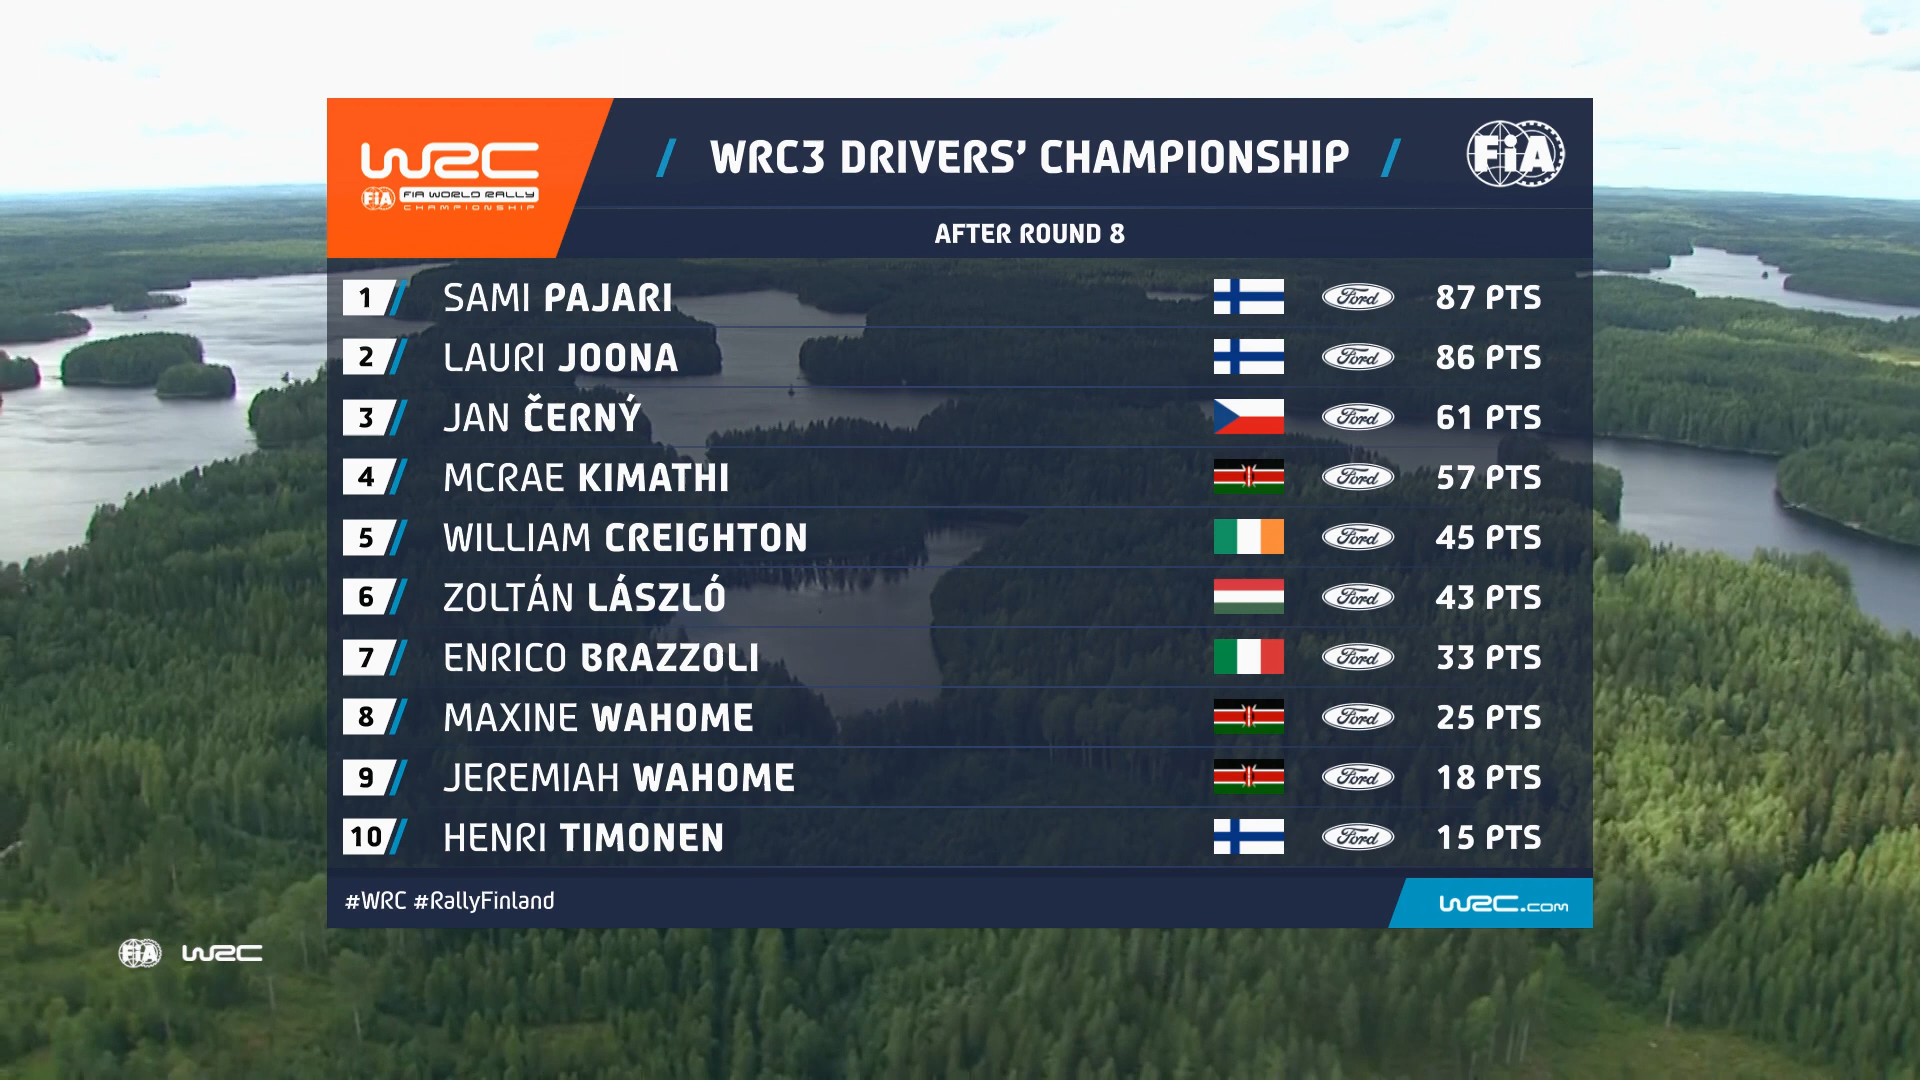 WRC
FIA FIA WORLD RALLY
CHAMPIONSHIP
/ WRC3 DRIVERS’ CHAMPIONSHIP /
FIA
AFTER ROUND 8
1 SAMI PAJARI Ford 87 PTS
2 LAURI JOONA Ford 86 PTS
3 JAN ČERNÝ Ford 61 PTS
4 MCRAE KIMATHI Ford 57 PTS
5 WILLIAM CREIGHTON Ford 45 PTS
6 ZOLTÁN LÁSZLÓ Ford 43 PTS
7 ENRICO BRAZZOLI Ford 33 PTS
8 MAXINE WAHOME Ford 25 PTS
9 JEREMIAH WAHOME Ford 18 PTS
10 HENRI TIMONEN Ford 15 PTS
#WRC #RallyFinland
WRC.COM
FIA WRC